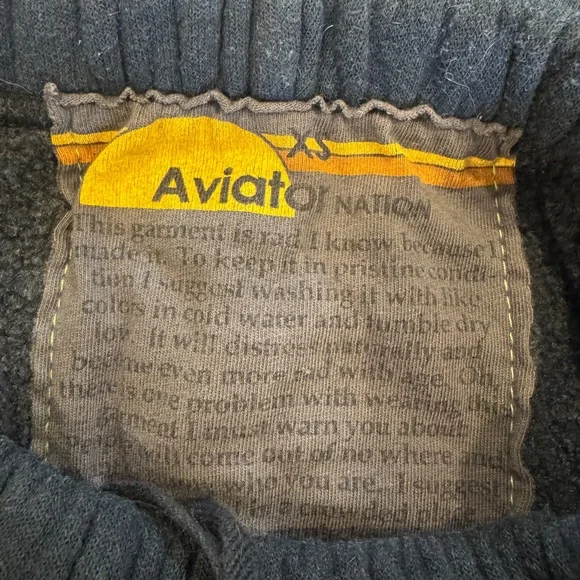 XS
Aviator NATION
This garment is rad. I know because I
made it. To keep it in pristine condi-
tion I suggest washing it with like
colors in cold water and tumble dry
low. It will distress naturally and
become even more rad with age. Oh,
there is one problem with wearing this
garment I must warn you about
come out of no where and
who you are. I suggest